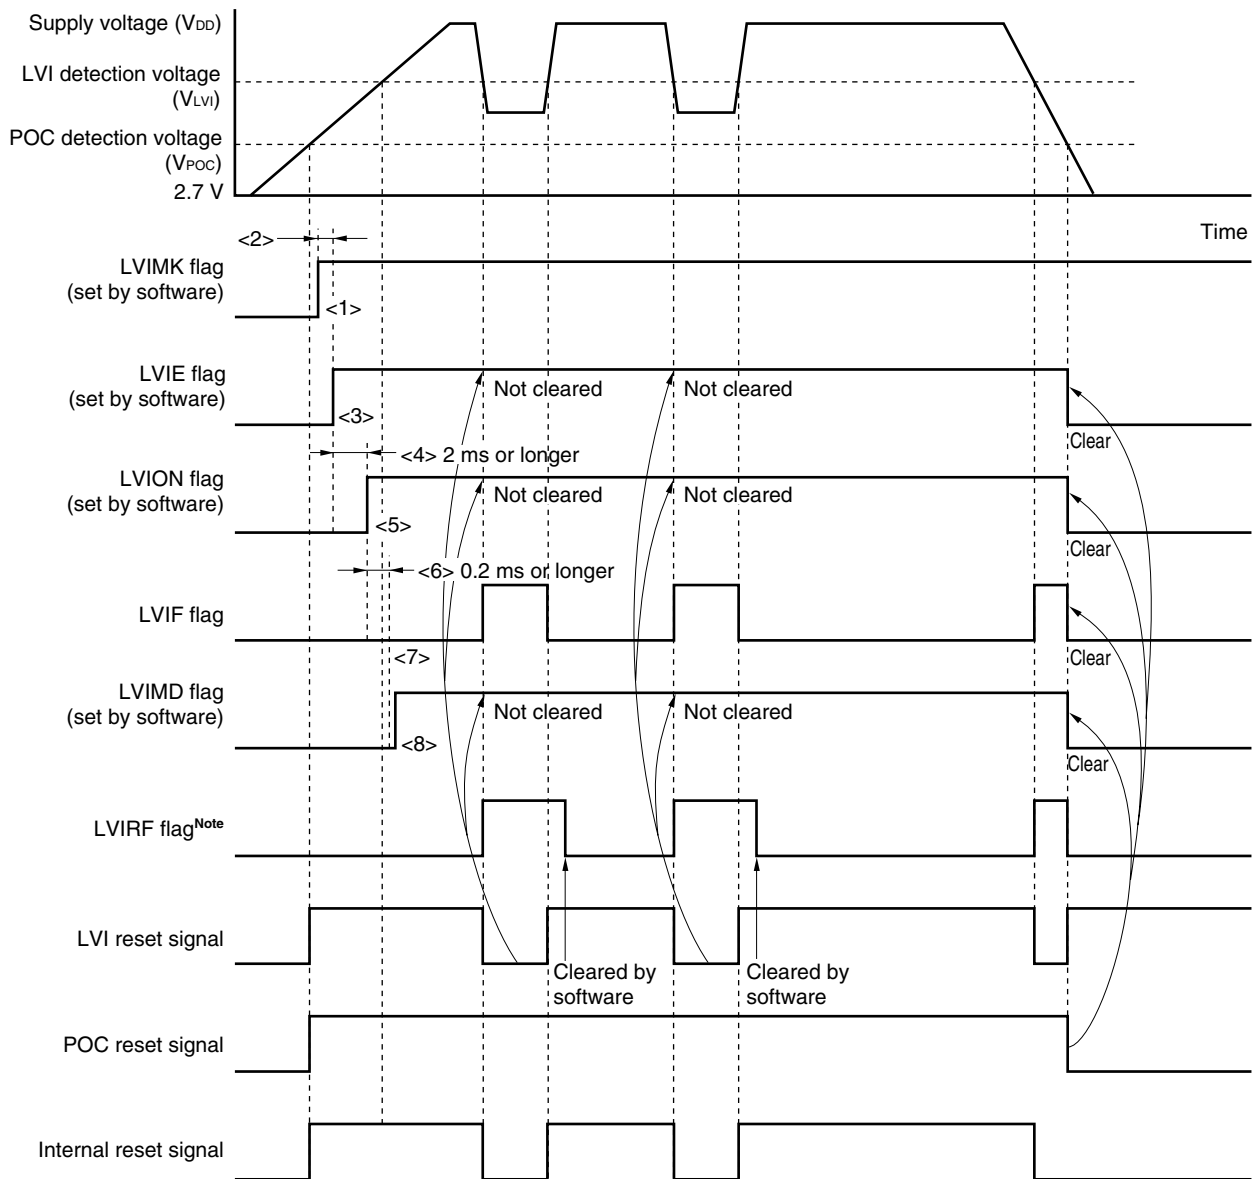 Supply voltage (VDD)
LVI detection voltage
(VLVI)
POC detection voltage
(VPOC)
2.7 V
Time
<2>
LVIMK flag
(set by software)
<1>
LVIE flag
(set by software)
Not cleared
Not cleared
<3>
Clear
<4> 2 ms or longer
LVION flag
(set by software)
Not cleared
Not cleared
<5>
Clear
<6> 0.2 ms or longer
LVIF flag
<7>
Clear
LVIMD flag
(set by software)
Not cleared
Not cleared
<8>
Clear
LVIRF flagNote
LVI reset signal
Cleared by
software
Cleared by
software
POC reset signal
Internal reset signal